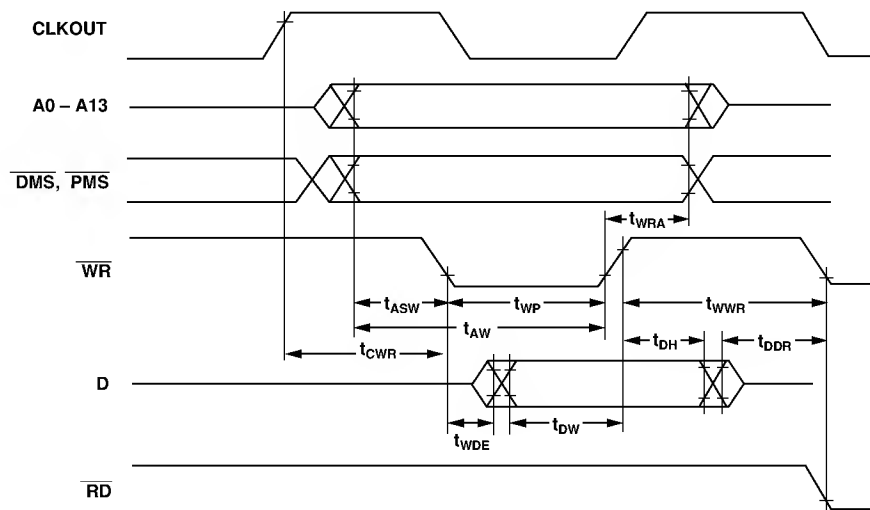 CLKOUT
A0 – A13
DMS, PMS
tWRA
WR
tASW
tWP
tWWR
tAW
tCWR
tDH
tDDR
D
tWDE
tDW
RD